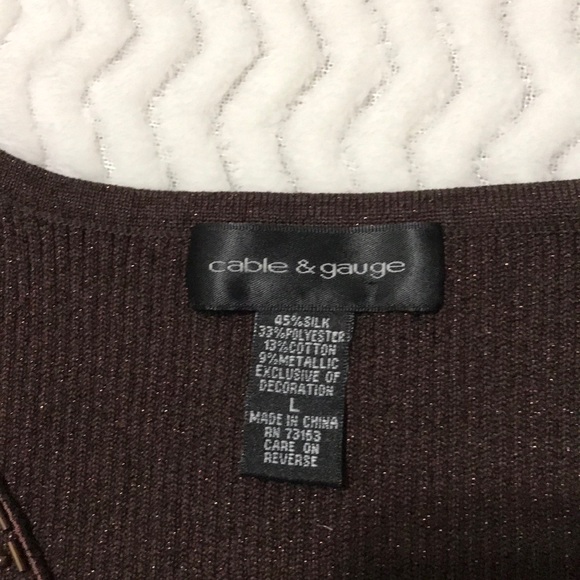 cable & gauge
45%SILK
33%POLYESTER
13%COTTON
9%METALLIC
EXCLUSIVE OF
DECORATION
L
MADE IN CHINA
RN 73163
CARE ON
REVERSE